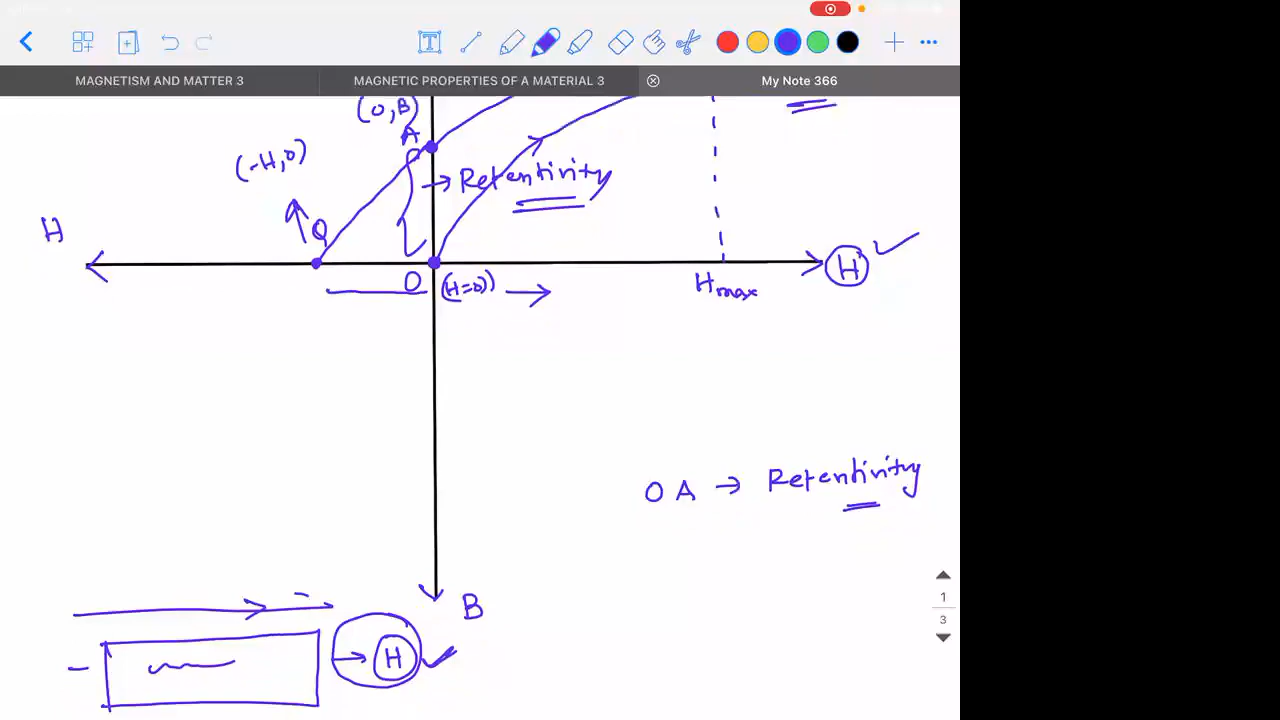 MAGNETISM AND MATTER 3
MAGNETIC PROPERTIES OF A MATERIAL 3
My Note 366
(0, B)
A
(-H, 0)
→ Retentivity
H
Q
O (H=0) →
Hmax
H
O A → Retentivity
B
→ H
1
3